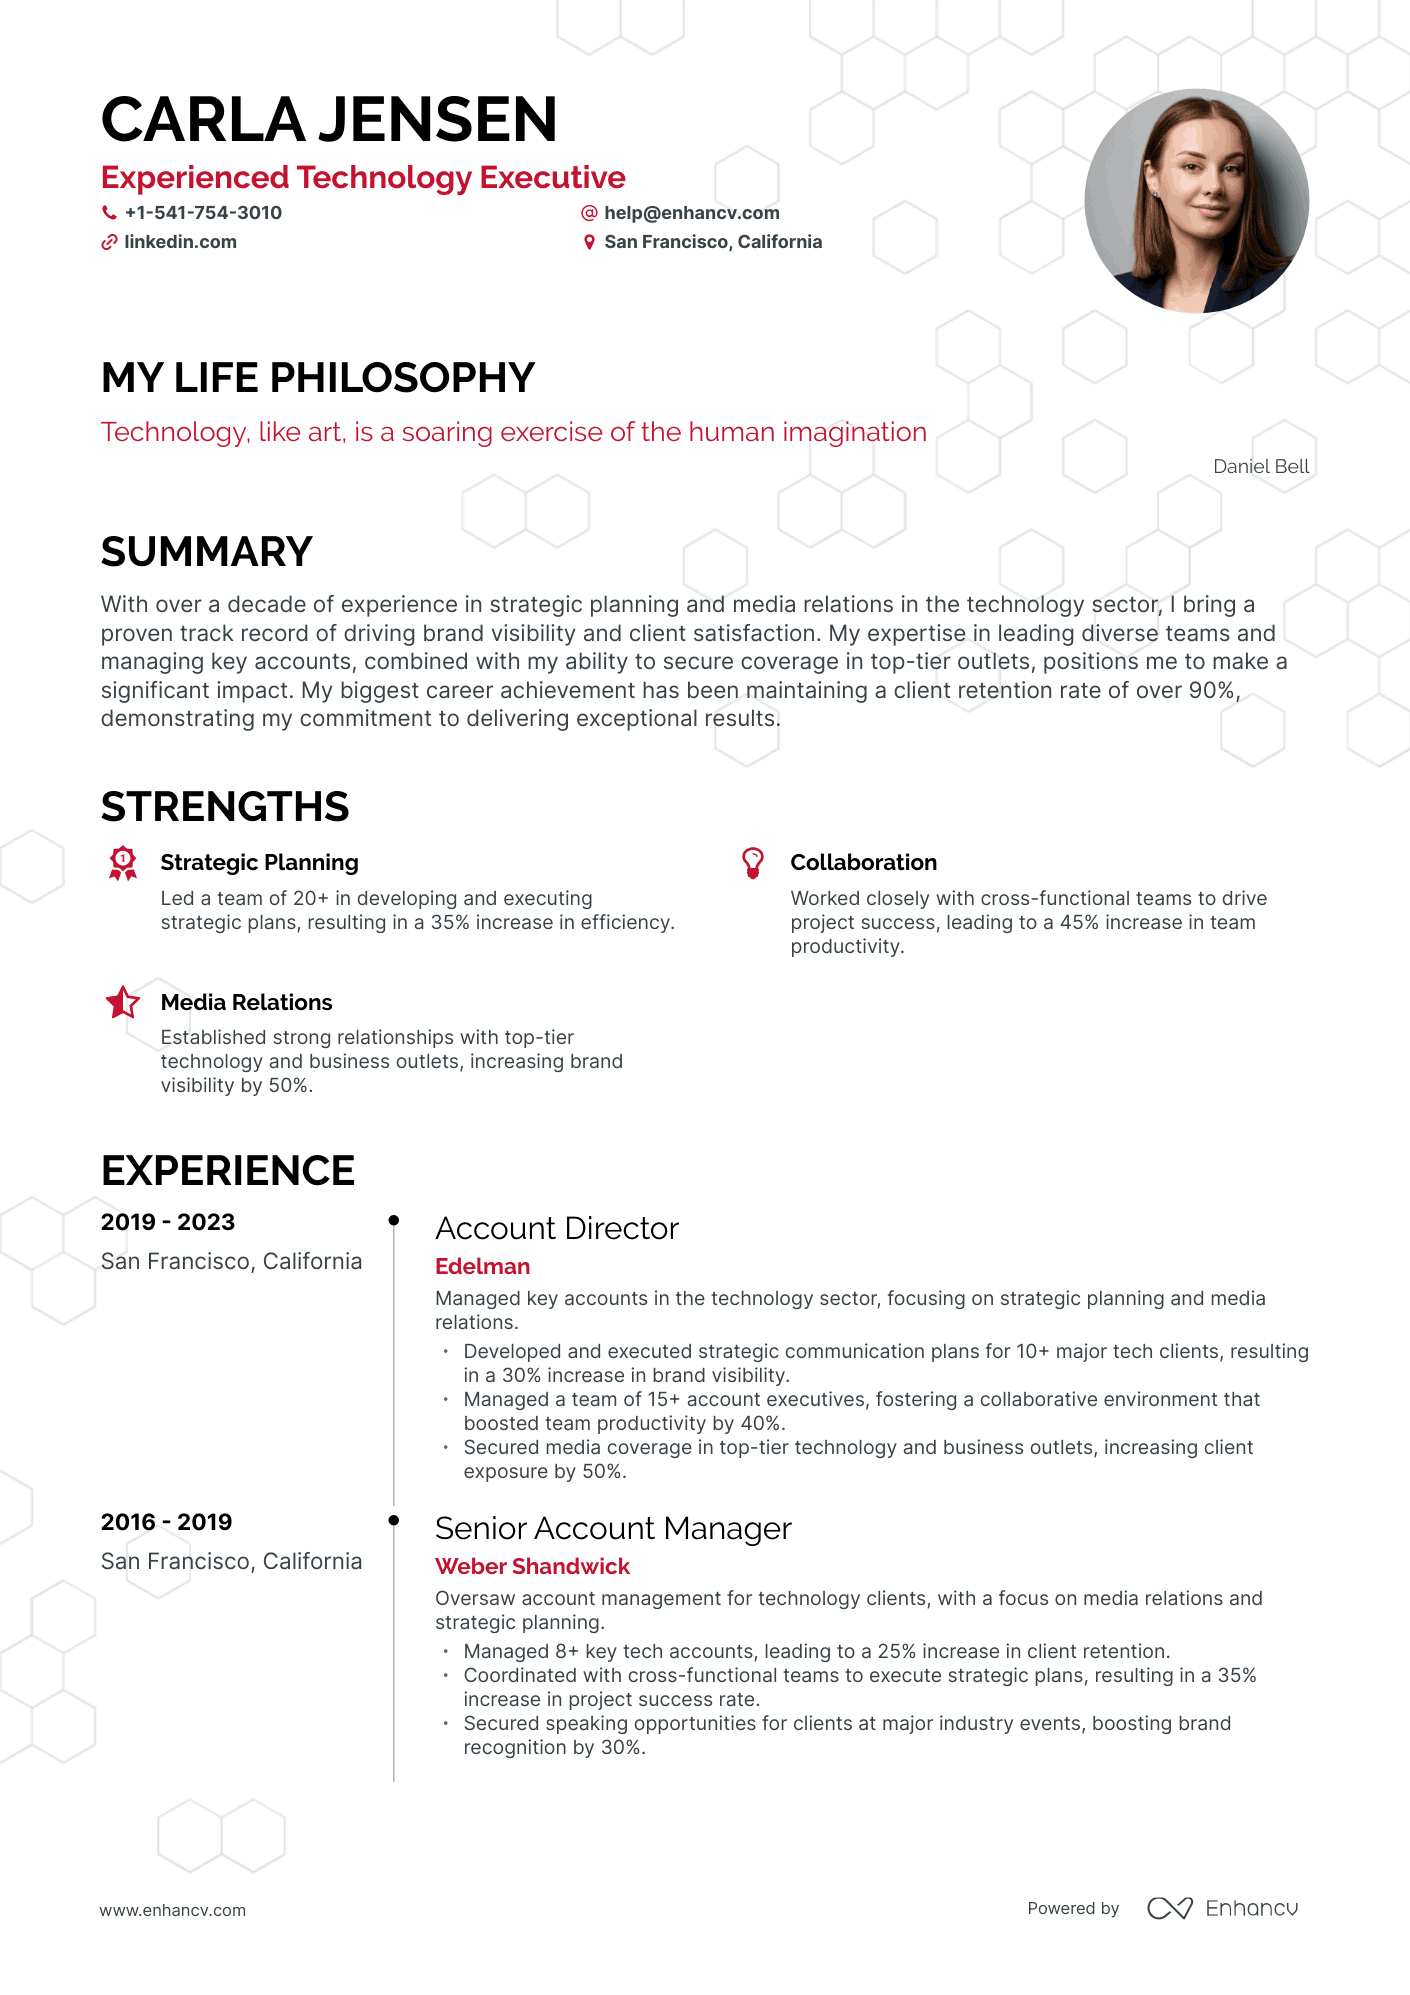 CARLA JENSEN
Experienced Technology Executive
+1-541-754-3010
help@enhancv.com
linkedin.com
San Francisco, California
MY LIFE PHILOSOPHY
Technology, like art, is a soaring exercise of the human imagination
Daniel Bell
SUMMARY
With over a decade of experience in strategic planning and media relations in the technology sector, I bring a
proven track record of driving brand visibility and client satisfaction. My expertise in leading diverse teams and
managing key accounts, combined with my ability to secure coverage in top-tier outlets, positions me to make a
significant impact. My biggest career achievement has been maintaining a client retention rate of over 90%,
demonstrating my commitment to delivering exceptional results.
STRENGTHS
1
Strategic Planning
Led a team of 20+ in developing and executing
strategic plans, resulting in a 35% increase in efficiency.
Collaboration
Worked closely with cross-functional teams to drive
project success, leading to a 45% increase in team
productivity.
Media Relations
Established strong relationships with top-tier
technology and business outlets, increasing brand
visibility by 50%.
EXPERIENCE
2019 - 2023
San Francisco, California
Account Director
Edelman
Managed key accounts in the technology sector, focusing on strategic planning and media
relations.
• Developed and executed strategic communication plans for 10+ major tech clients, resulting
in a 30% increase in brand visibility.
• Managed a team of 15+ account executives, fostering a collaborative environment that
boosted team productivity by 40%.
• Secured media coverage in top-tier technology and business outlets, increasing client
exposure by 50%.
2016 - 2019
San Francisco, California
Senior Account Manager
Weber Shandwick
Oversaw account management for technology clients, with a focus on media relations and
strategic planning.
• Managed 8+ key tech accounts, leading to a 25% increase in client retention.
• Coordinated with cross-functional teams to execute strategic plans, resulting in a 35%
increase in project success rate.
• Secured speaking opportunities for clients at major industry events, boosting brand
recognition by 30%.
www.enhancv.com
Powered by
Enhancv